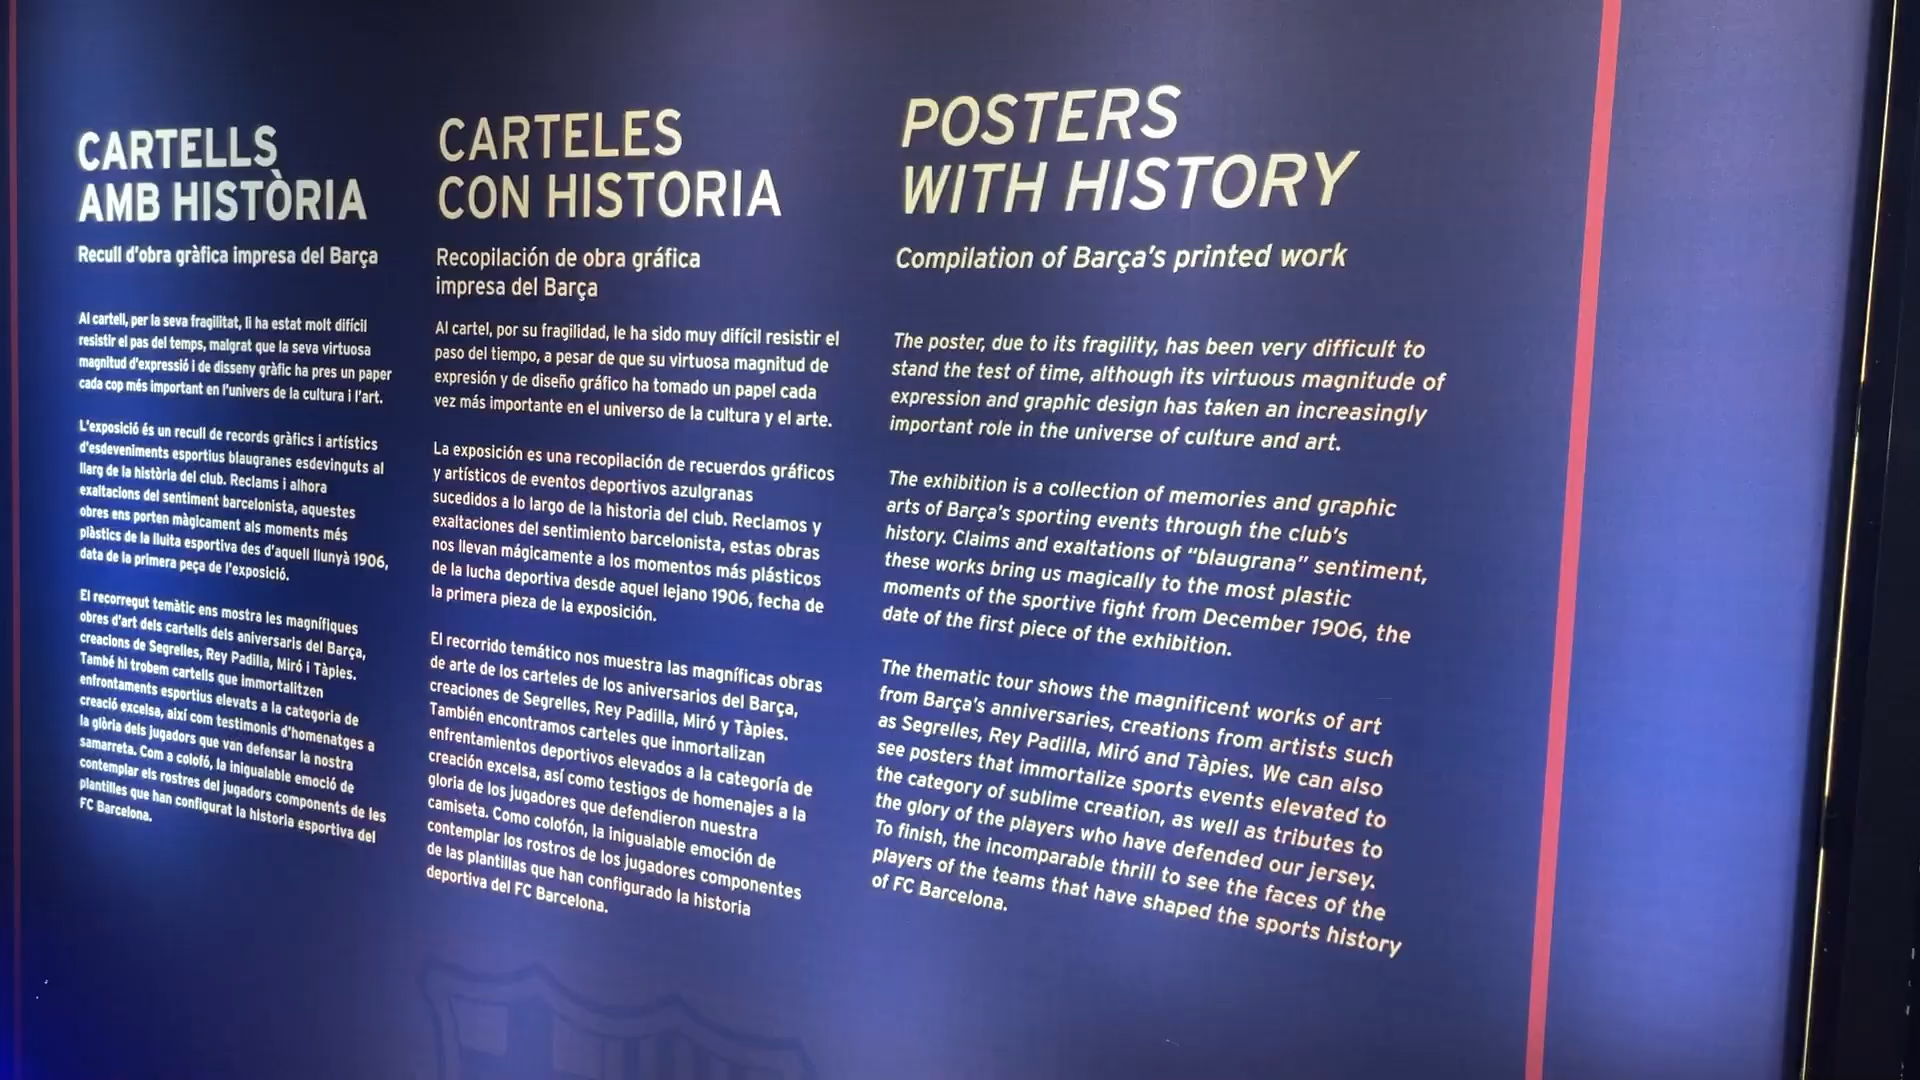 CARTELLS
AMB HISTÒRIA
Recull d'obra gràfica impresa del Barça
Al cartell, per la seva fragilitat, li ha estat molt difícil
resistir el pas del temps, malgrat que la seva virtuosa
magnitud d'expressió i de disseny gràfic ha pres un paper
cada cop més important en l'univers de la cultura i l'art.
L'exposició és un recull de records gràfics i artístics
d'esdeveniments esportius blaugranes esdevinguts al
llarg de la història del club. Reclams i alhora
exaltacions del sentiment barcelonista, aquestes
obres ens porten màgicament als moments més
plàstics de la lluita esportiva des d'aquell llunyà 1906,
data de la primera peça de l'exposició.
El recorregut temàtic ens mostra les magnífiques
obres d'art dels cartells dels aniversaris del Barça,
creacions de Segrelles, Rey Padilla, Miró i Tàpies.
També hi trobem cartells que immortalitzen
enfrontaments esportius elevats a la categoria de
creació excelsa, així com testimonis d'homenatges a
la glòria dels jugadors que van defensar la nostra
samarreta. Com a colofó, la inigualable emoció de
contemplar els rostres del jugadors components de les
plantilles que han configurat la historia esportiva del
FC Barcelona.
CARTELES
CON HISTORIA
Recopilación de obra gráfica
impresa del Barça
Al cartel, por su fragilidad, le ha sido muy difícil resistir el
paso del tiempo, a pesar de que su virtuosa magnitud de
expresión y de diseño gráfico ha tomado un papel cada
vez más importante en el universo de la cultura y el arte.
La exposición es una recopilación de recuerdos gráficos
y artísticos de eventos deportivos azulgranas
sucedidos a lo largo de la historia del club. Reclamos y
exaltaciones del sentimiento barcelonista, estas obras
nos llevan mágicamente a los momentos más plásticos
de la lucha deportiva desde aquel lejano 1906, fecha de
la primera pieza de la exposición.
El recorrido temático nos muestra las magníficas obras
de arte de los carteles de los aniversarios del Barça,
creaciones de Segrelles, Rey Padilla, Miró y Tàpies.
También encontramos carteles que inmortalizan
enfrentamientos deportivos elevados a la categoría de
creación excelsa, así como testigos de homenajes a la
gloria de los jugadores que defendieron nuestra
camiseta. Como colofón, la inigualable emoción de
contemplar los rostros de los jugadores componentes
de las plantillas que han configurado la historia
deportiva del FC Barcelona.
POSTERS
WITH HISTORY
Compilation of Barça's printed work
The poster, due to its fragility, has been very difficult to
stand the test of time, although its virtuous magnitude of
expression and graphic design has taken an increasingly
important role in the universe of culture and art.
The exhibition is a collection of memories and graphic
arts of Barça's sporting events through the club's
history. Claims and exaltations of "blaugrana" sentiment,
these works bring us magically to the most plastic
moments of the sportive fight from December 1906, the
date of the first piece of the exhibition.
The thematic tour shows the magnificent works of art
from Barça's anniversaries, creations from artists such
as Segrelles, Rey Padilla, Miró and Tàpies. We can also
see posters that immortalize sports events elevated to
the category of sublime creation, as well as tributes to
the glory of the players who have defended our jersey.
To finish, the incomparable thrill to see the faces of the
players of the teams that have shaped the sports history
of FC Barcelona.